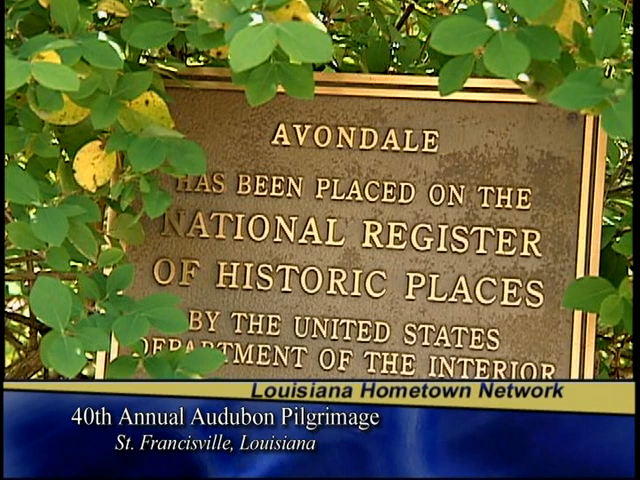 AVONDALE
HAS BEEN PLACED ON THE
NATIONAL REGISTER
OF HISTORIC PLACES
BY THE UNITED STATES
DEPARTMENT OF THE INTERIOR
Louisiana Hometown Network
40th Annual Audubon Pilgrimage
St. Francisville, Louisiana